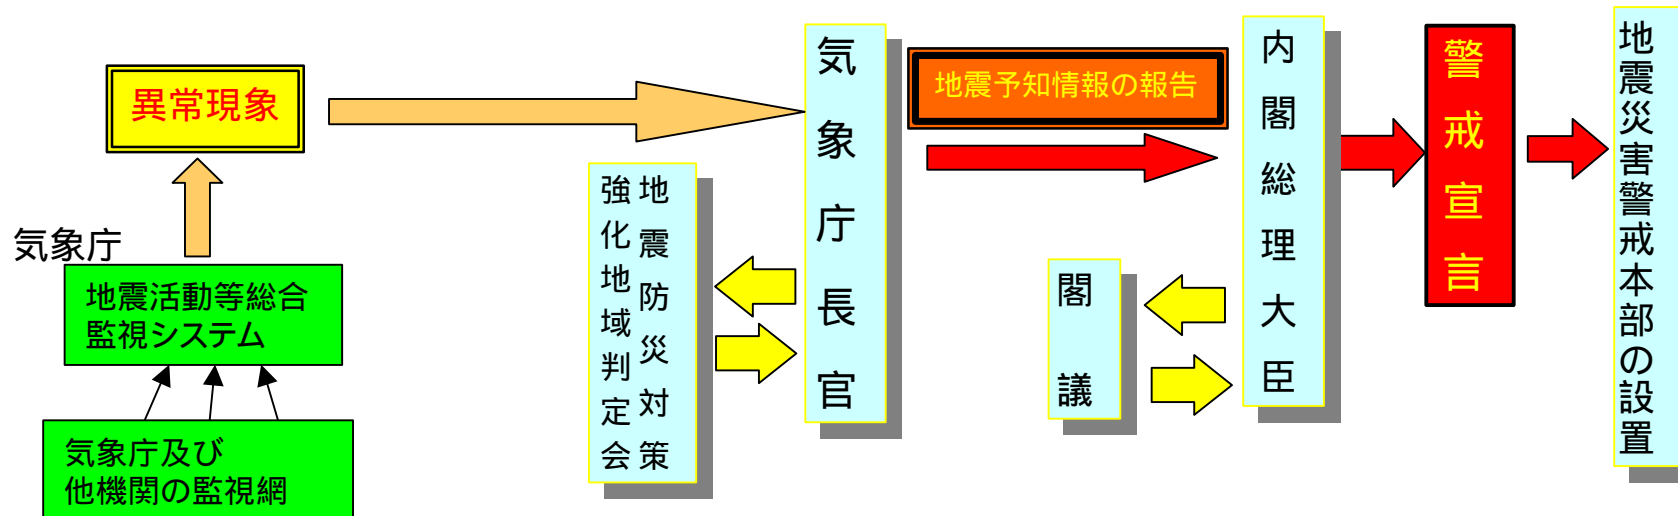 異常現象
気象庁
地震活動等総合
監視システム
気象庁及び
他機関の監視網
地震防災対策
強化地域判定会
気象庁長官
地震予知情報の報告
閣議
内閣総理大臣
警戒宣言
地震災害警戒本部の設置